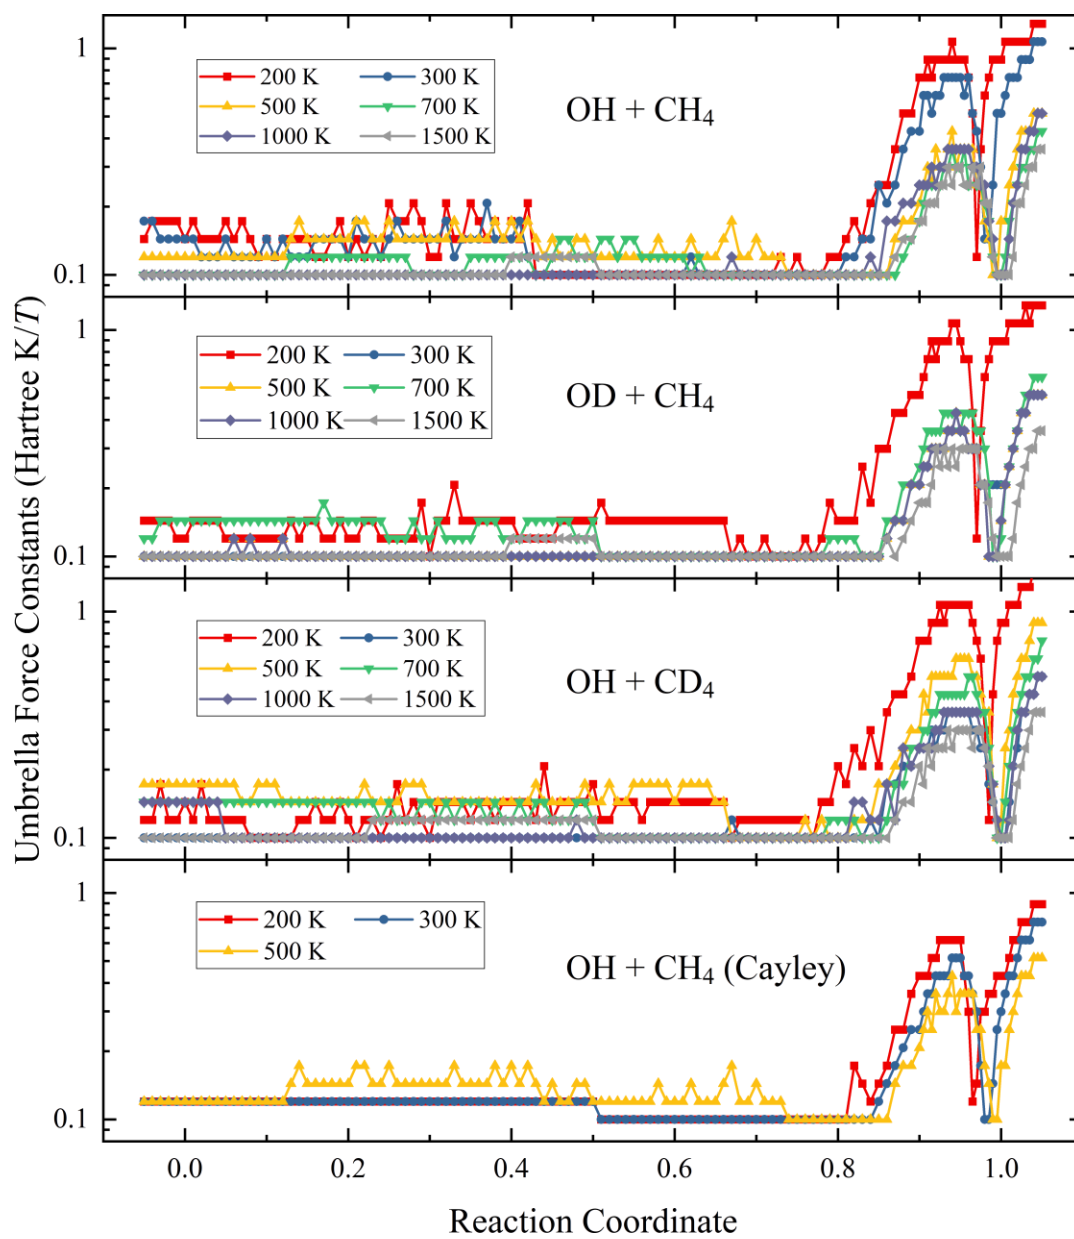 1
200 K
300 K
500 K
700 K
1000 K
1500 K
OH + CH₄
0.1
1
200 K
300 K
500 K
700 K
1000 K
1500 K
OD + CH₄
0.1
1
200 K
300 K
500 K
700 K
1000 K
1500 K
OH + CD₄
0.1
1
200 K
300 K
500 K
OH + CH₄ (Cayley)
0.1
0.0 0.2 0.4 0.6 0.8 1.0
Reaction Coordinate
Umbrella Force Constants (Hartree K/T)